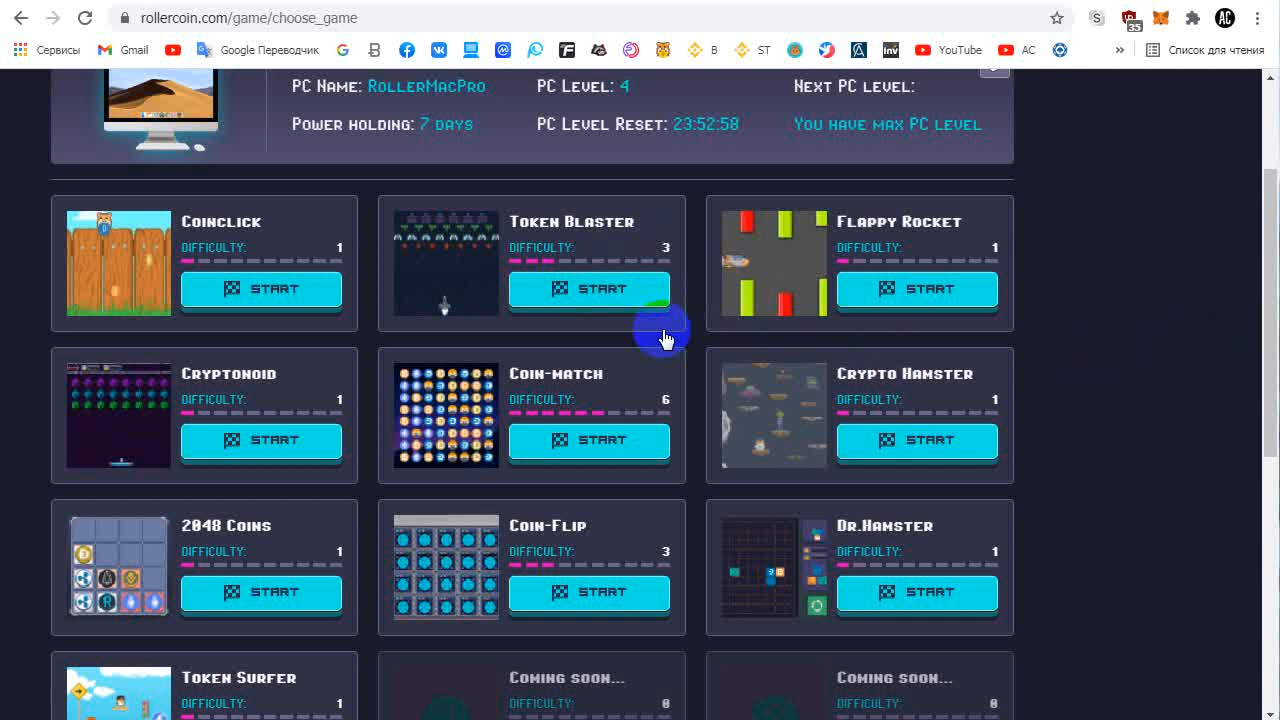 rollercoin.com/game/choose_game
S
35
AC
Сервисы
Gmail
Google Переводчик
B
ST
Inv
YouTube
AC
»
Список для чтения
PC Name: RollerMacPro
PC Level: 4
Next PC level:
Power holding: 7 days
PC Level Reset: 23:52:58
You have max PC level
Coinclick
Difficulty: 1
START
Token Blaster
Difficulty: 3
START
Flappy Rocket
Difficulty: 1
START
Cryptonoid
Difficulty: 1
START
Coin-match
Difficulty: 6
START
Crypto Hamster
Difficulty: 1
START
2048 Coins
Difficulty: 1
START
Coin-Flip
Difficulty: 3
START
Dr.Hamster
Difficulty: 1
START
Token Surfer
Difficulty: 1
Coming soon...
Difficulty: 0
Coming soon...
Difficulty: 0